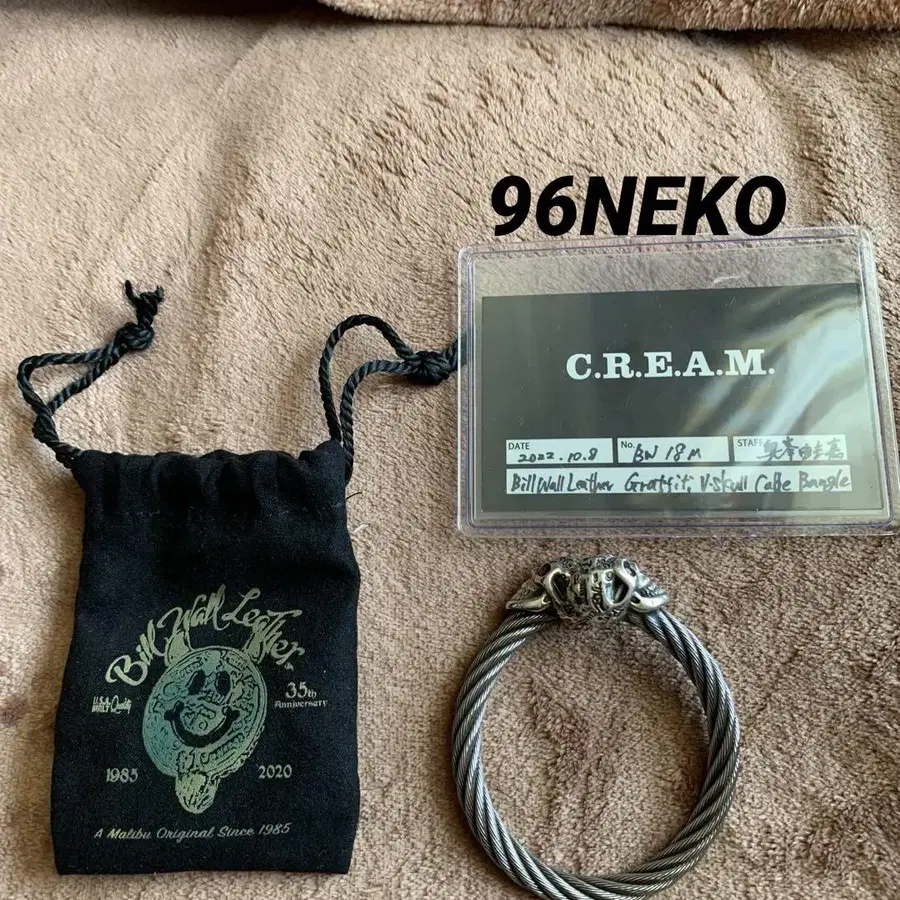 96NEKO
C.R.E.A.M.
DATE 2022.10.8 No. BW 18M STAFF
Bill Wall Leather Graffiti V-Skull Cable Bangle
Bill Wall Leather
U.S.A. Quality
35th
Anniversary
1985 2020
A Malibu Original Since 1985